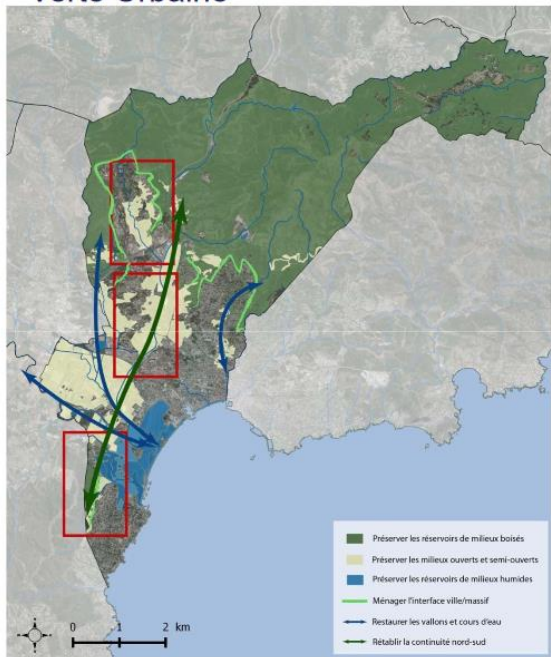 Verte Urbaine
Préserver les réservoirs de milieux boisés
Préserver les milieux ouverts et semi-ouverts
Préserver les réservoirs de milieux humides
Ménager l'interface ville/massif
Restaurer les vallons et cours d'eau
Rétablir la continuité nord-sud
0 1 2 km